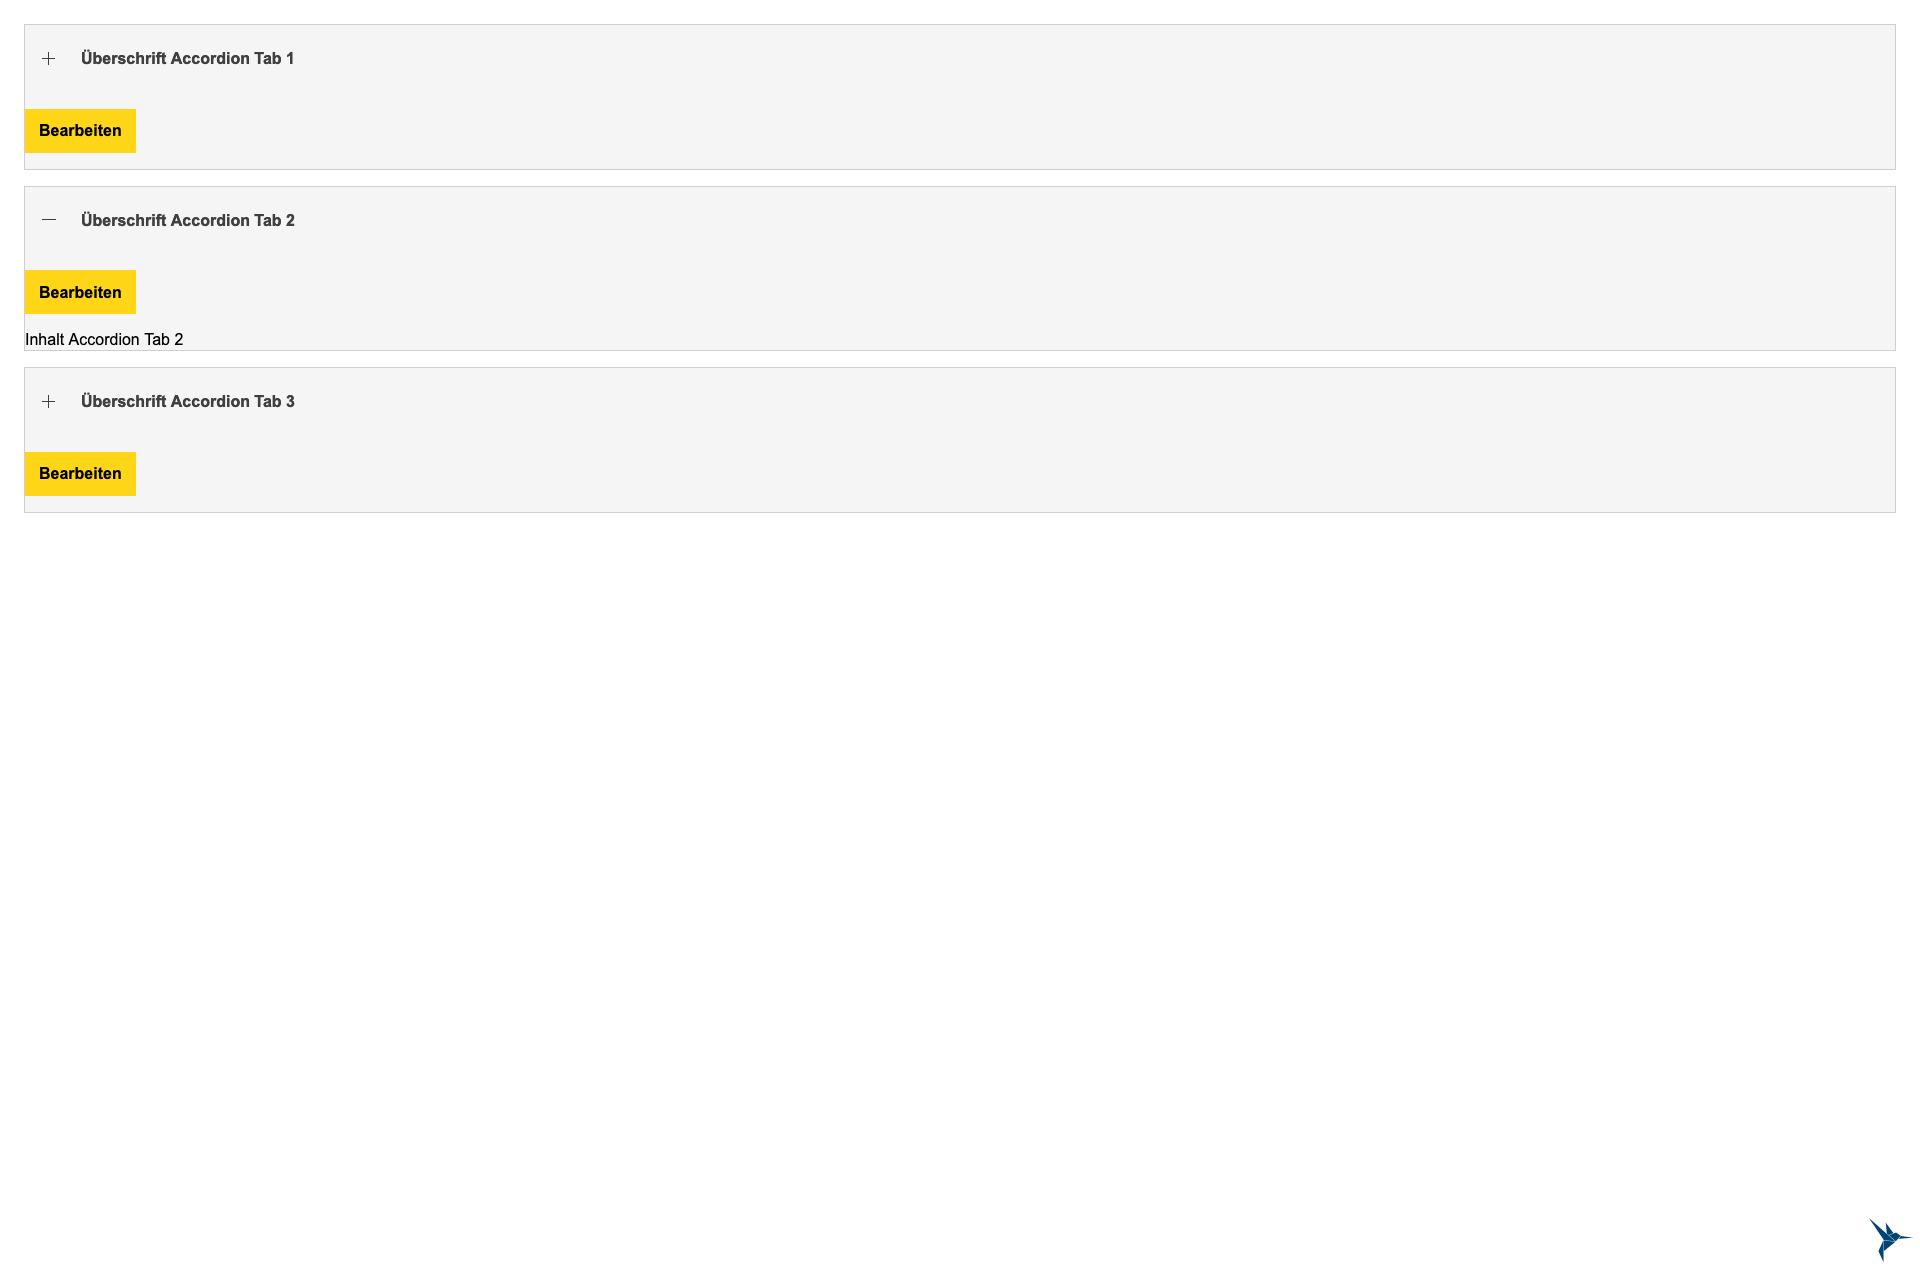 Überschrift Accordion Tab 1
Bearbeiten
Überschrift Accordion Tab 2
Bearbeiten
Inhalt Accordion Tab 2
Überschrift Accordion Tab 3
Bearbeiten